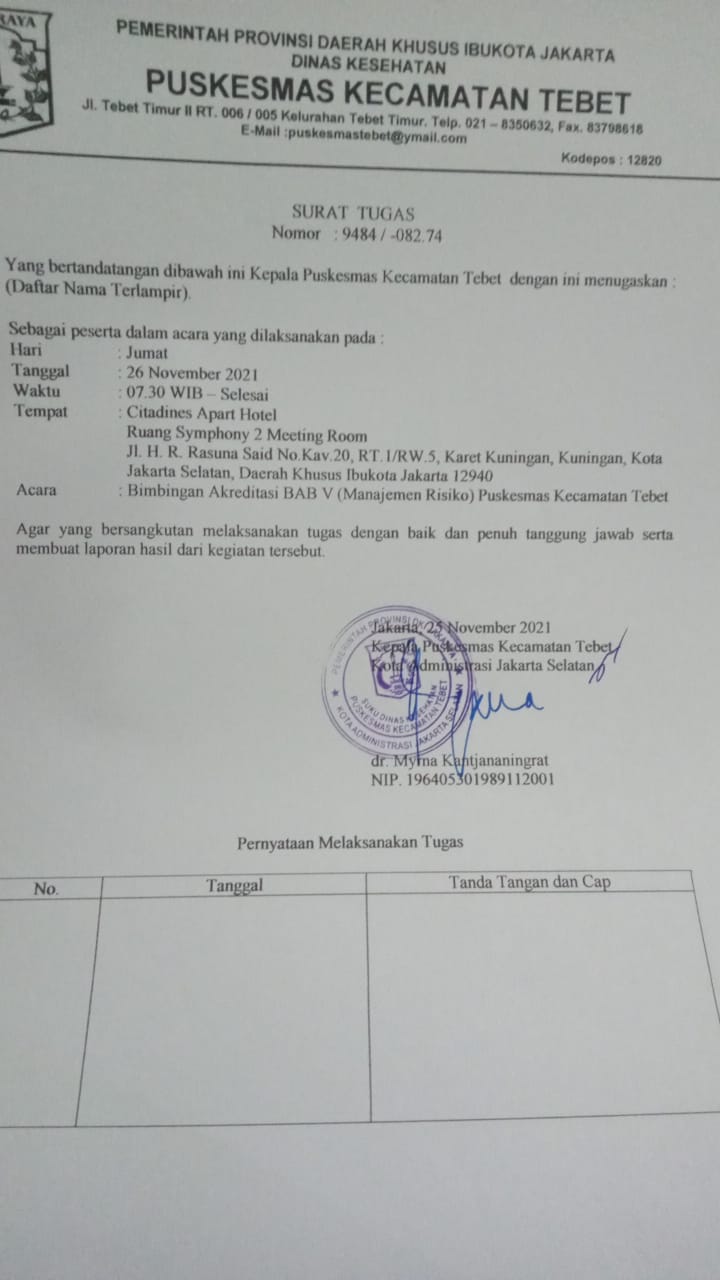 RAYA
PEMERINTAH PROVINSI DAERAH KHUSUS IBUKOTA JAKARTA
DINAS KESEHATAN
PUSKESMAS KECAMATAN TEBET
Jl. Tebet Timur II RT. 006 / 005 Kelurahan Tebet Timur. Telp. 021 – 8350632, Fax. 83798618
E-Mail :puskesmastebet@ymail.com
Kodepos : 12820
SURAT TUGAS
Nomor : 9484 / -082.74
Yang bertandatangan dibawah ini Kepala Puskesmas Kecamatan Tebet dengan ini menugaskan :
(Daftar Nama Terlampir).
Sebagai peserta dalam acara yang dilaksanakan pada :
Hari : Jumat
Tanggal : 26 November 2021
Waktu : 07.30 WIB – Selesai
Tempat : Citadines Apart Hotel
Ruang Symphony 2 Meeting Room
Jl. H. R. Rasuna Said No.Kav.20, RT.1/RW.5, Karet Kuningan, Kuningan, Kota
Jakarta Selatan, Daerah Khusus Ibukota Jakarta 12940
Acara : Bimbingan Akreditasi BAB V (Manajemen Risiko) Puskesmas Kecamatan Tebet
Agar yang bersangkutan melaksanakan tugas dengan baik dan penuh tanggung jawab serta
membuat laporan hasil dari kegiatan tersebut.
Jakarta, 25 November 2021
Kepala Puskesmas Kecamatan Tebet
Kota Administrasi Jakarta Selatan
PEMERINTAH PROVINSI DKI JAKARTA
SUKU DINAS KESEHATAN
PUSKESMAS KECAMATAN TEBET
KOTA ADMINISTRASI JAKARTA SELATAN
dr. Myrna Kantjananingrat
NIP. 196405301989112001
Pernyataan Melaksanakan Tugas
No. Tanggal Tanda Tangan dan Cap